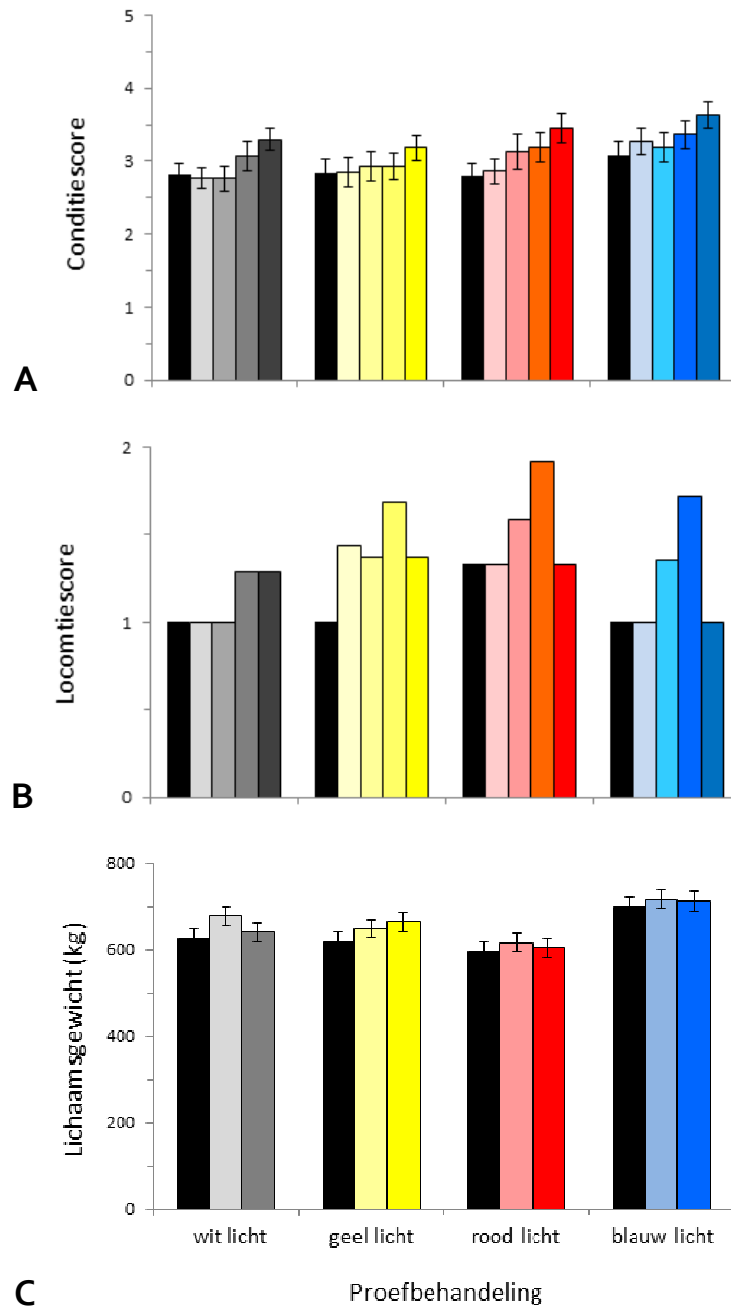 5
4
Conditiescore
3
2
1
A
0
2
Locomtiescore
1
B
0
800
Lichaamsgewicht (kg)
600
400
200
0
wit licht geel licht rood licht blauw licht
C Proefbehandeling